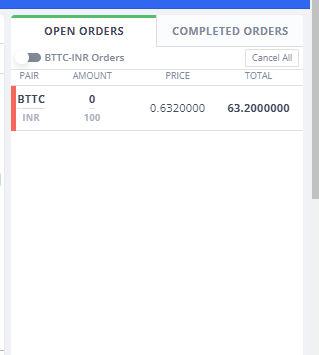 OPEN ORDERS COMPLETED ORDERS
BTTC-INR Orders Cancel All
PAIR AMOUNT PRICE TOTAL
BTTC 0 0.6320000 63.2000000
INR 100